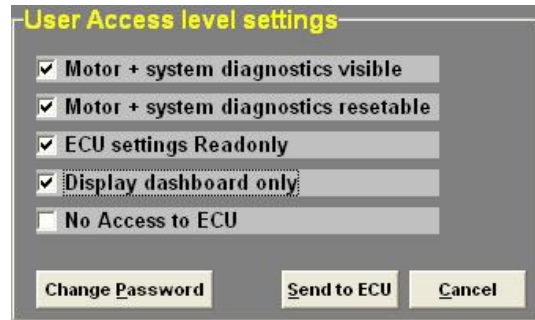 User Access level settings
Motor + system diagnostics visible
Motor + system diagnostics resetable
ECU settings Readonly
Display dashboard only
No Access to ECU
Change Password Send to ECU Cancel